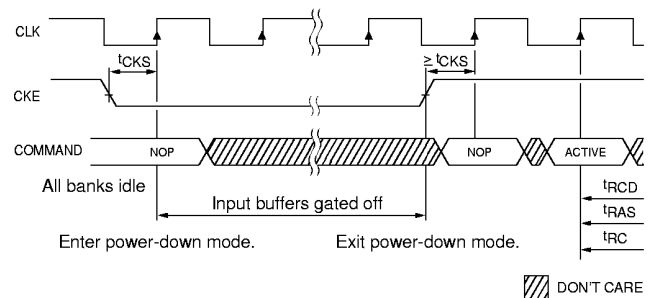 CLK
tCKS
≥ tCKS
CKE
COMMAND
NOP
NOP
ACTIVE
All banks idle
Input buffers gated off
tRCD
tRAS
tRC
Enter power-down mode.
Exit power-down mode.
DON'T CARE